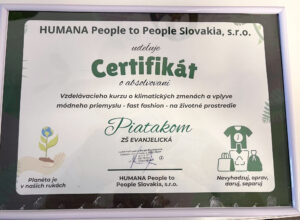 HUMANA People to People Slovakia, s.r.o.
udeľuje
Certifikát
o absolvovaní
Vzdelávacieho kurzu o klimatických zmenách a vplyve
módneho priemyslu - fast fashion - na životné prostredie
Piatakom
ZŠ EVANJELICKÁ
HUMANA People to
People Slovakia, s.r.o.
Planéta je
v našich rukách
Nevyhadzuj, oprav,
daruj, separuj